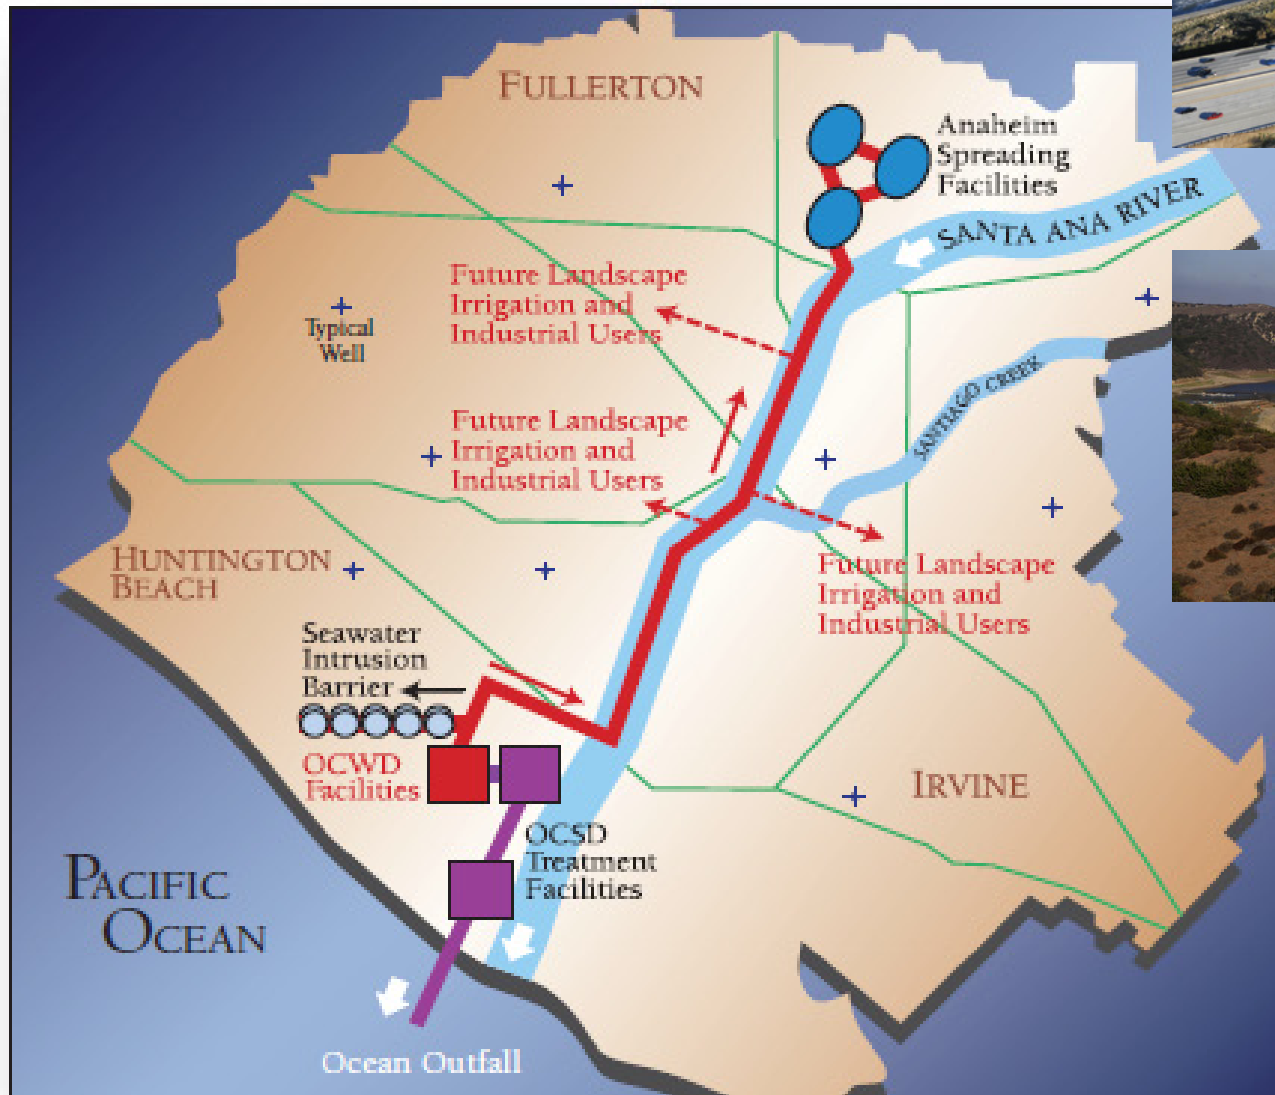 FULLERTON
Anaheim
Spreading
Facilities
SANTA ANA RIVER
Future Landscape
Irrigation and
Industrial Users
Typical
Well
SANTIAGO CREEK
Future Landscape
Irrigation and
Industrial Users
HUNTINGTON
BEACH
Future Landscape
Irrigation and
Industrial Users
Seawater
Intrusion
Barrier
OCWD
Facilities
IRVINE
OCSD
Treatment
Facilities
PACIFIC
OCEAN
Ocean Outfall